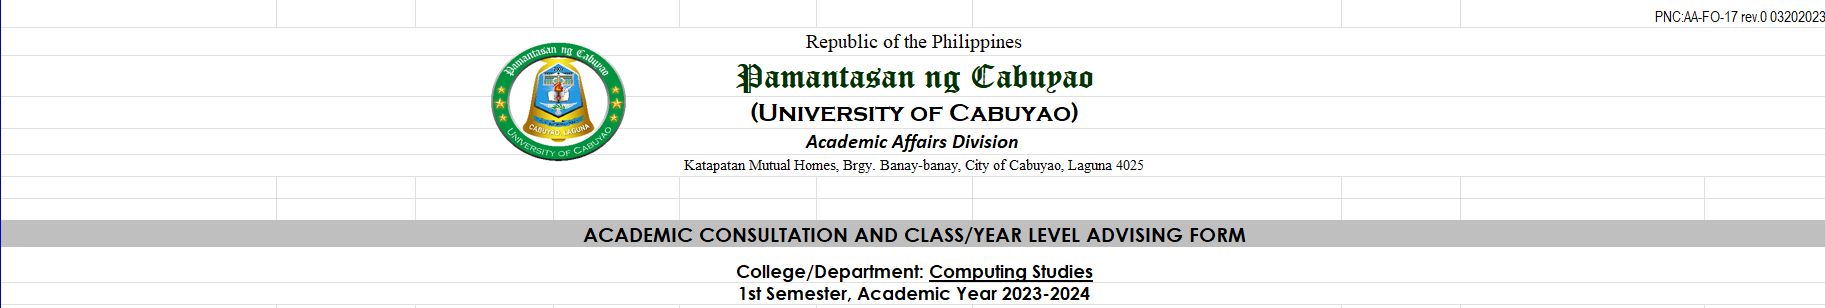 PNC:AA-FO-17 rev.0 03202023
Republic of the Philippines
Pamantasan ng Cabuyao
(UNIVERSITY OF CABUYAO)
Academic Affairs Division
Katapatan Mutual Homes, Brgy. Banay-banay, City of Cabuyao, Laguna 4025
Pamantasan ng Cabuyao
CABUYAO, LAGUNA
UNIVERSITY OF CABUYAO
ACADEMIC CONSULTATION AND CLASS/YEAR LEVEL ADVISING FORM
College/Department: Computing Studies
1st Semester, Academic Year 2023-2024